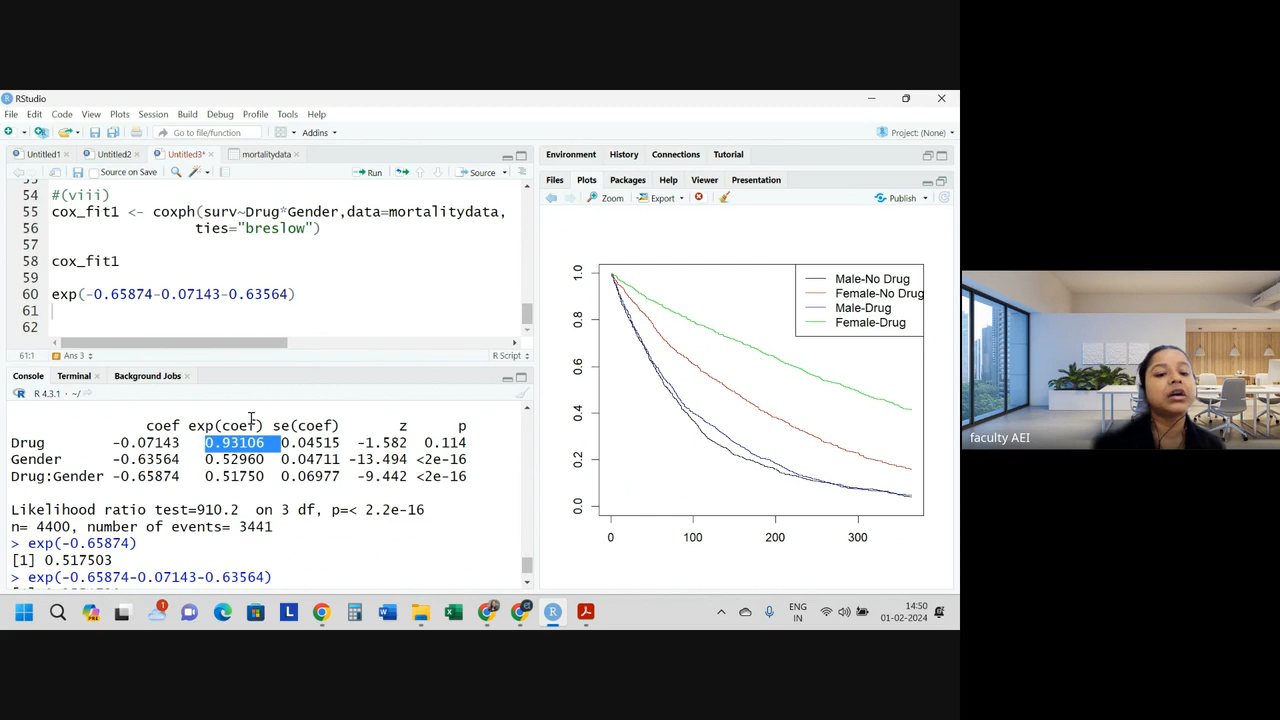 RStudio
File Edit Code View Plots Session Build Debug Profile Tools Help
Go to file/function Addins Project: (None)
Untitled1 Untitled2 Untitled3* mortalitydata
Source on Save Run Source
54 #(viii)
55 cox_fit1 <- coxph(surv~Drug*Gender,data=mortalitydata,
56 ties="breslow")
57
58 cox_fit1
59
60 exp(-0.65874-0.07143-0.63564)
61
62
61:1 Ans 3 R Script
Console Terminal Background Jobs
R 4.3.1 · ~/
coef exp(coef) se(coef) z p
Drug -0.07143 0.93106 0.04515 -1.582 0.114
Gender -0.63564 0.52960 0.04711 -13.494 <2e-16
Drug:Gender -0.65874 0.51750 0.06977 -9.442 <2e-16
Likelihood ratio test=910.2 on 3 df, p=< 2.2e-16
n= 4400, number of events= 3441
> exp(-0.65874)
[1] 0.517503
> exp(-0.65874-0.07143-0.63564)
Environment History Connections Tutorial
Files Plots Packages Help Viewer Presentation
Zoom Export Publish
Male-No Drug
Female-No Drug
Male-Drug
Female-Drug
1.0
0.8
0.6
0.4
0.2
0.0
0 100 200 300
faculty AEI
1
L
ENG
IN
14:50
01-02-2024